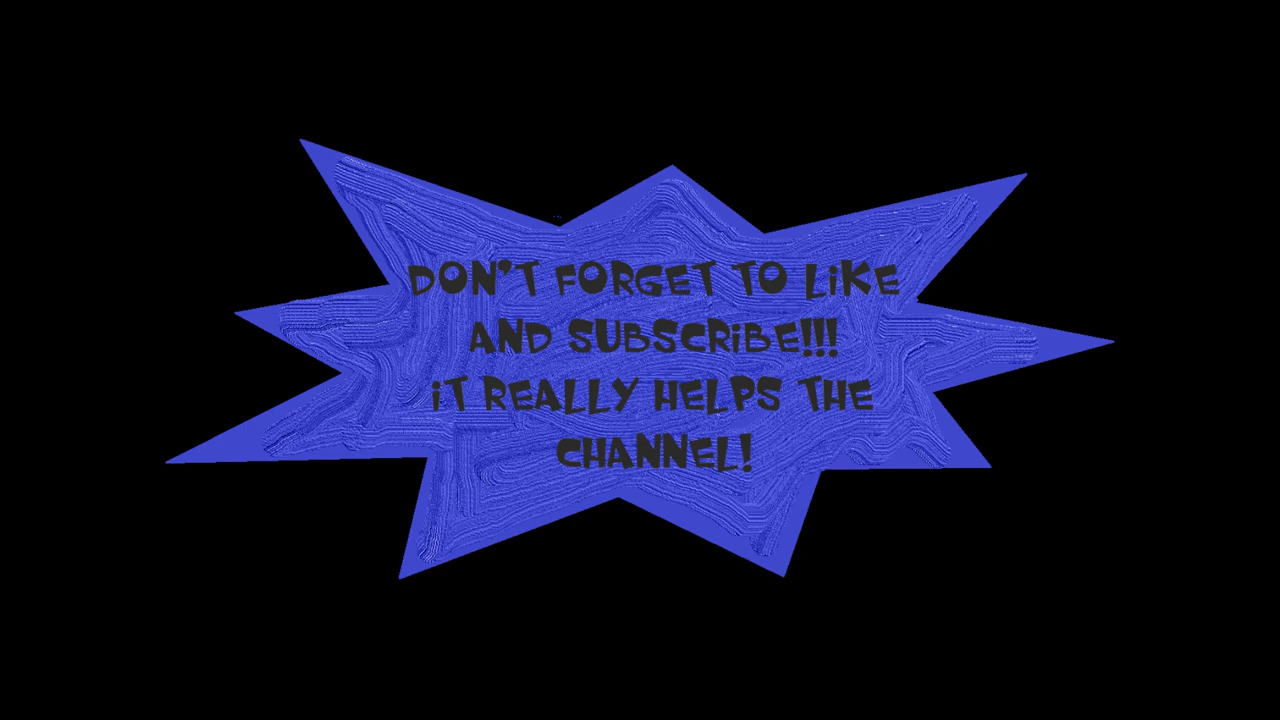 DON'T FORGET TO LiKE
AND SUBSCRiBE!!!
iT REALLY HELPS THE
CHANNEL!